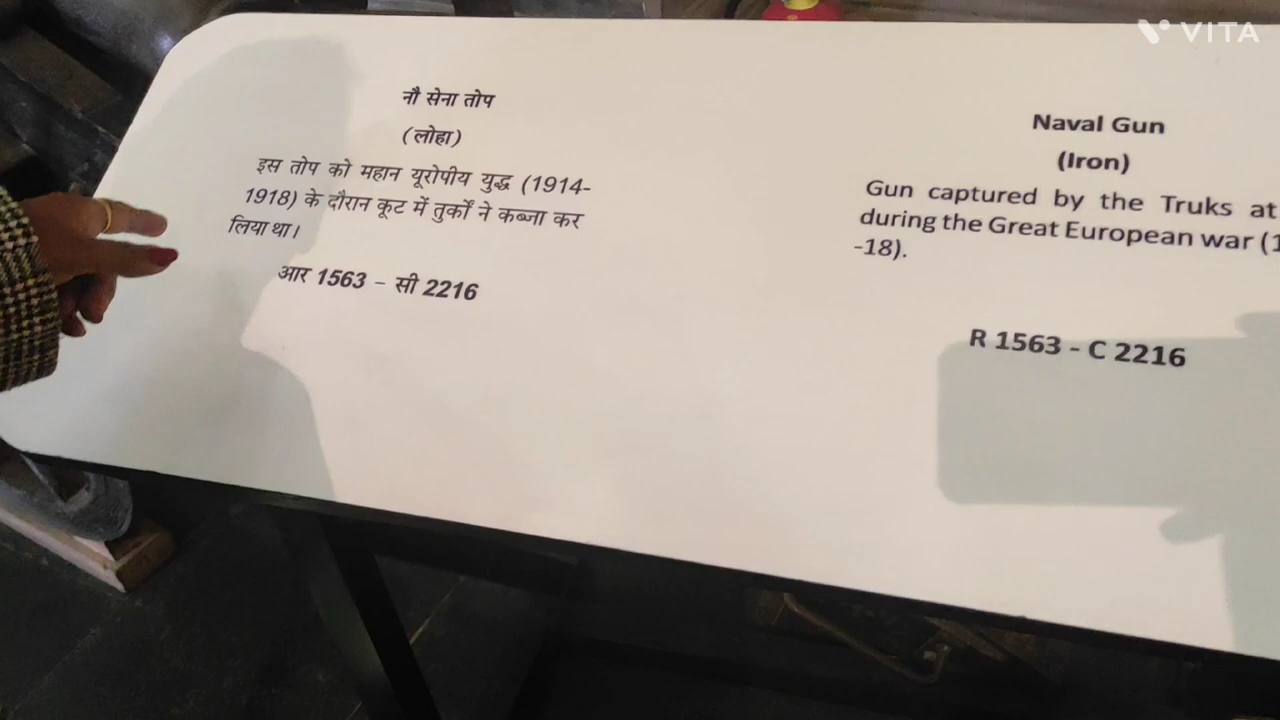 VITA
नौ सेना तोप
(लोहा)
इस तोप को महान यूरोपीय युद्ध (1914-
1918) के दौरान कूट में तुर्कों ने कब्जा कर
लिया था।
आर 1563 - सी 2216
Naval Gun
(Iron)
Gun captured by the Truks at
during the Great European war (1
-18).
R 1563 - C 2216